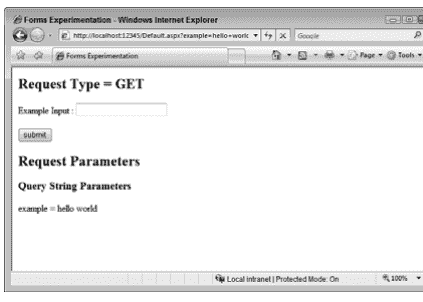 Forms Experimentation - Windows Internet Explorer
http://localhost:12345/Default.aspx?example=hello+work
Google
Forms Experimentation
Page
Tools
Request Type = GET
Example Input :
submit
Request Parameters
Query String Parameters
example = hello world
Local intranet | Protected Mode: On
100%